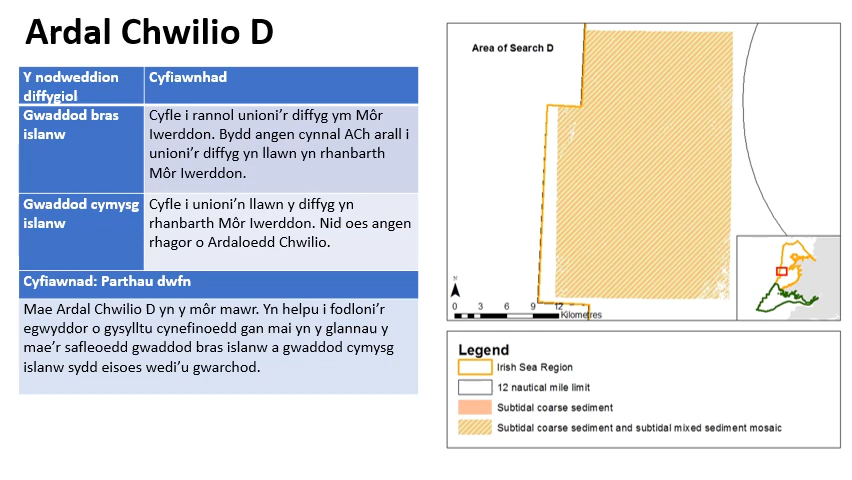 Ardal Chwilio D
Y nodweddion
diffygiol
Cyfiawnhad
Gwaddod bras
islanw
Cyfle i rannol unioni’r diffyg ym Môr
Iwerddon. Bydd angen cynnal ACh arall i
unioni’r diffyg yn llawn yn rhanbarth
Môr Iwerddon.
Gwaddod cymysg
islanw
Cyfle i unioni’n llawn y diffyg yn
rhanbarth Môr Iwerddon. Nid oes angen
rhagor o Ardaloedd Chwilio.
Cyfiawnad: Parthau dwfn
Mae Ardal Chwilio D yn y môr mawr. Yn helpu i fodloni’r
egwyddor o gysylltu cynefinoedd gan mai yn y glannau y
mae’r safleoedd gwaddod bras islanw a gwaddod cymysg
islanw sydd eisoes wedi’u gwarchod.
Area of Search D
N
0 3 6 9 12
Kilometres
Legend
Irish Sea Region
12 nautical mile limit
Subtidal coarse sediment
Subtidal coarse sediment and subtidal mixed sediment mosaic